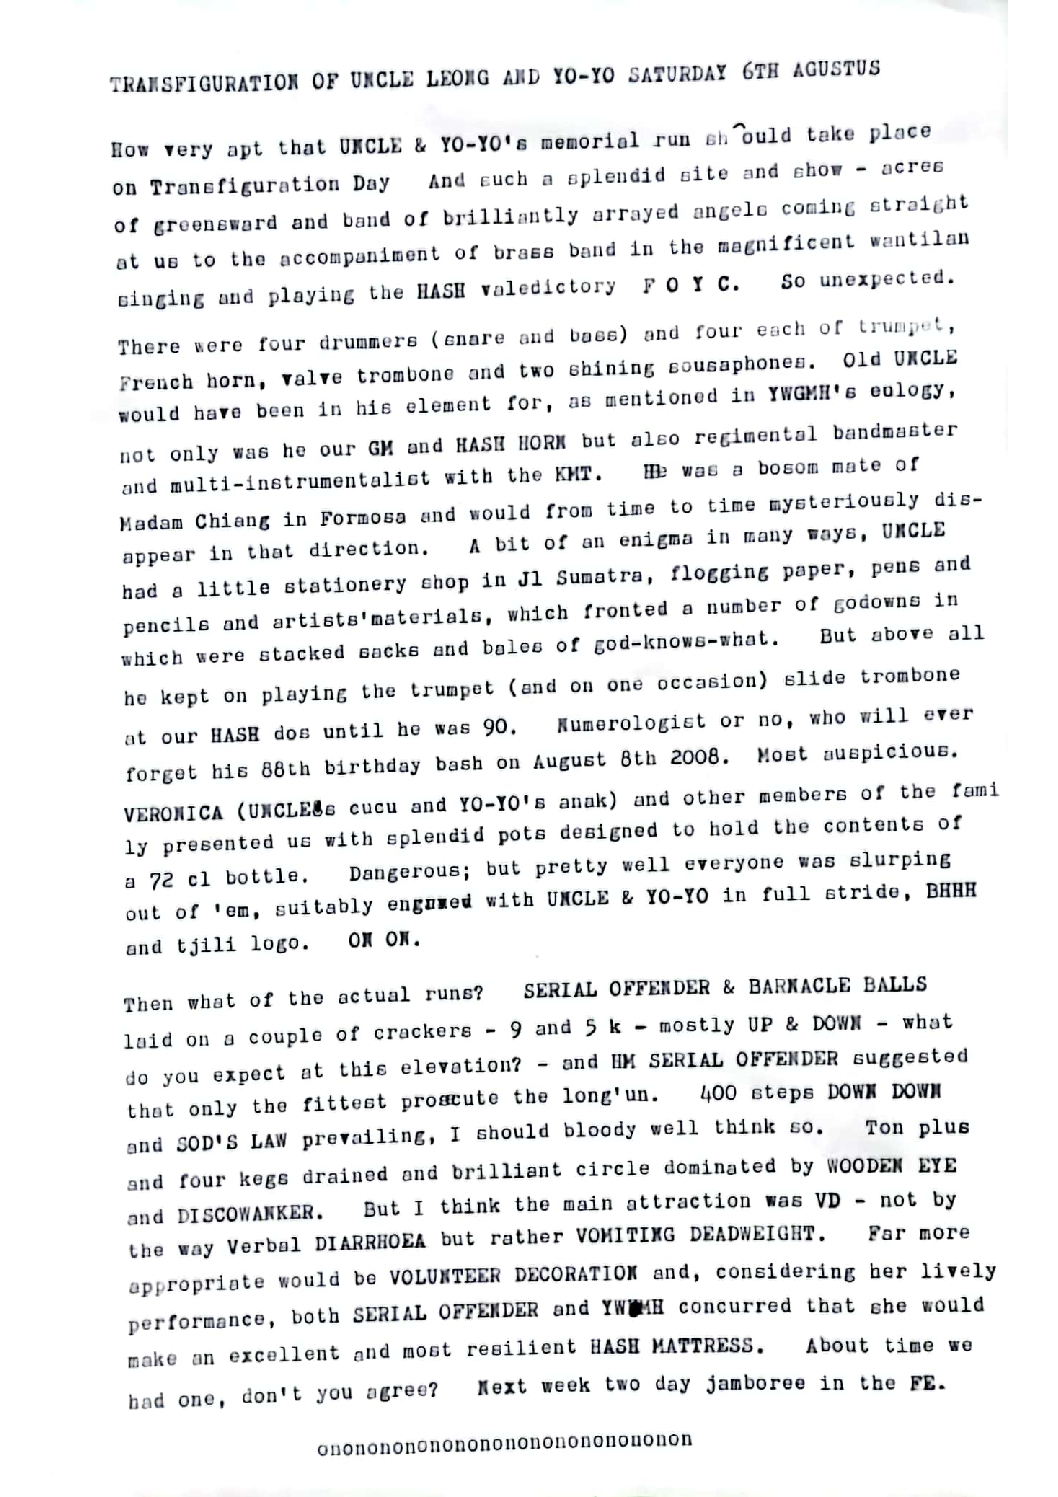 TRANSFIGURATION OF UNCLE LEONG AND YO-YO SATURDAY 6TH AGUSTUS
How very apt that UNCLE & YO-YO's memorial run sh^ould take place
on Transfiguration Day And such a splendid site and show - acres
of greensward and band of brilliantly arrayed angels coming straight
at us to the accompaniment of brass band in the magnificent wantilan
singing and playing the HASH valedictory F O Y C. So unexpected.
There were four drummers (snare and bass) and four each of trumpet,
French horn, valve trombone and two shining sousaphones. Old UNCLE
would have been in his element for, as mentioned in YWGMH's eulogy,
not only was he our GM and HASH HORN but also regimental bandmaster
and multi-instrumentalist with the KMT. He was a bosom mate of
Madam Chiang in Formosa and would from time to time mysteriously dis-
appear in that direction. A bit of an enigma in many ways, UNCLE
had a little stationery shop in Jl Sumatra, flogging paper, pens and
pencils and artists'materials, which fronted a number of godowns in
which were stacked sacks and bales of god-knows-what. But above all
he kept on playing the trumpet (and on one occasion) slide trombone
at our HASH dos until he was 90. Numerologist or no, who will ever
forget his 88th birthday bash on August 8th 2008. Most auspicious.
VERONICA (UNCLE's cucu and YO-YO's anak) and other members of the fami
ly presented us with splendid pots designed to hold the contents of
a 72 cl bottle. Dangerous; but pretty well everyone was slurping
out of 'em, suitably with UNCLE & YO-YO in full stride, BHHH
and tjili logo. ON ON.
Then what of the actual runs? SERIAL OFFENDER & BARNACLE BALLS
laid on a couple of crackers - 9 and 5 k - mostly UP & DOWN - what
do you expect at this elevation? - and HM SERIAL OFFENDER suggested
that only the fittest prosecute the long'un. 400 steps DOWN DOWN
and SOD'S LAW prevailing, I should bloody well think so. Ton plus
and four kegs drained and brilliant circle dominated by WOODEN EYE
and DISCOWANKER. But I think the main attraction was VD - not by
the way Verbal DIARRHOEA but rather VOMITING DEADWEIGHT. Far more
appropriate would be VOLUNTEER DECORATION and, considering her lively
performance, both SERIAL OFFENDER and YWGMH concurred that she would
make an excellent and most resilient HASH MATTRESS. About time we
had one, don't you agree? Next week two day jamboree in the FE.
onononononononononononononon